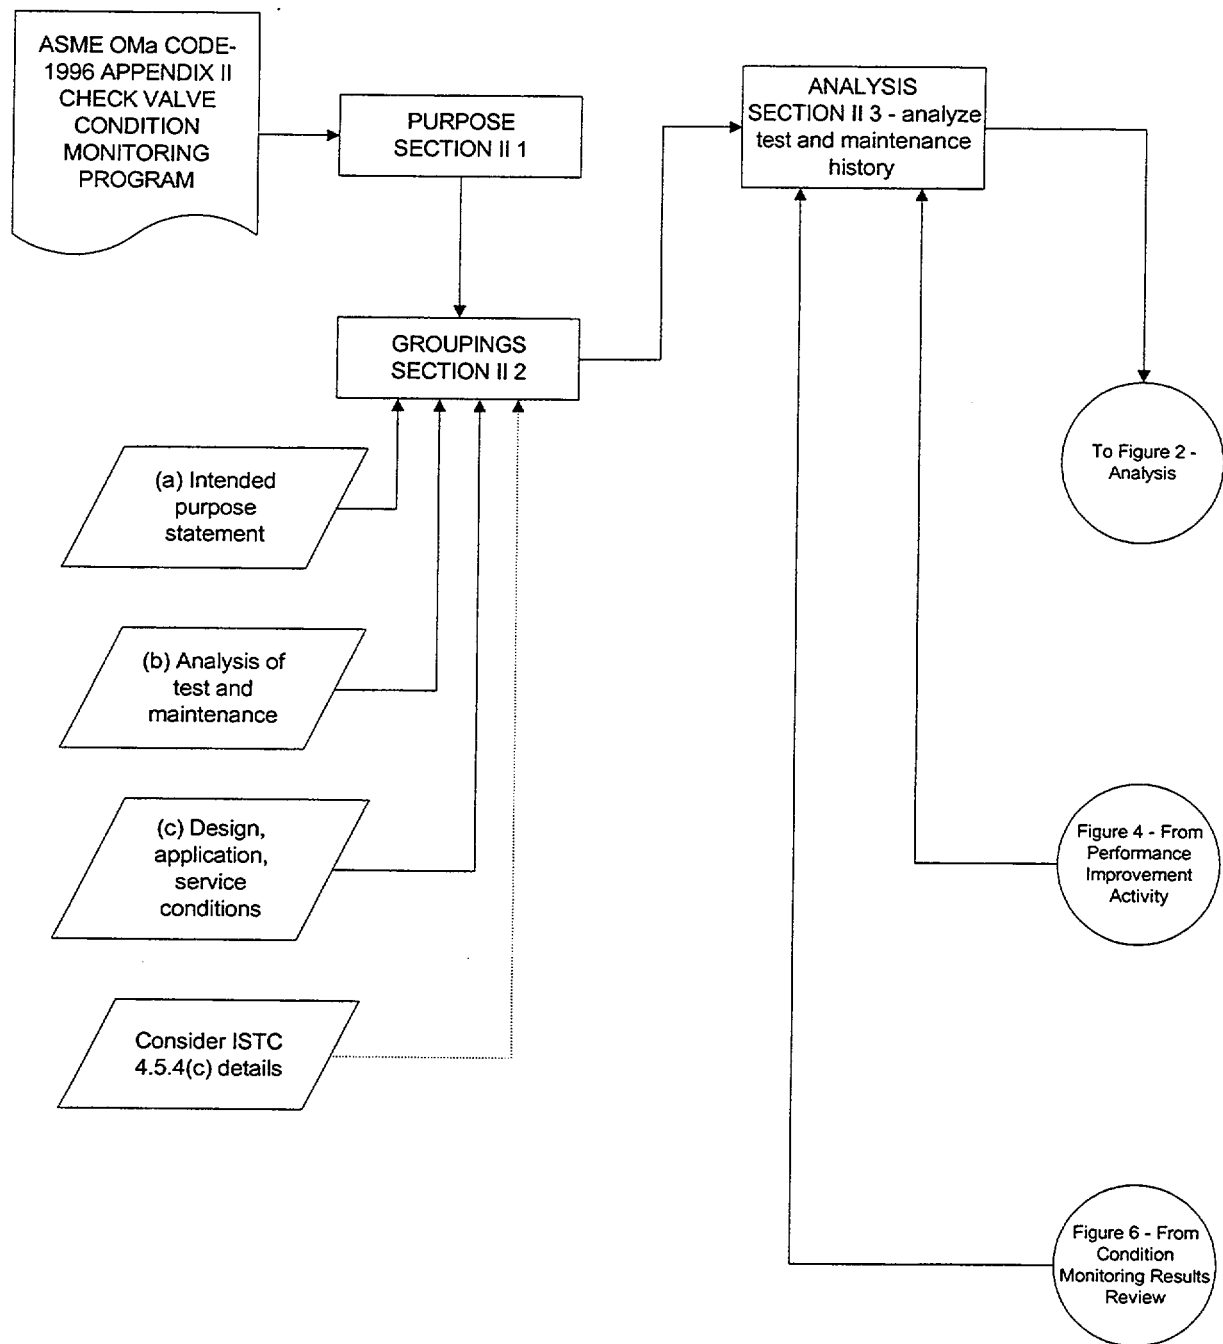 ASME OMa CODE-
1996 APPENDIX II
CHECK VALVE
CONDITION
MONITORING
PROGRAM
PURPOSE
SECTION II 1
GROUPINGS
SECTION II 2
(a) Intended
purpose
statement
(b) Analysis of
test and
maintenance
(c) Design,
application,
service
conditions
Consider ISTC
4.5.4(c) details
ANALYSIS
SECTION II 3 - analyze
test and maintenance
history
To Figure 2 -
Analysis
Figure 4 - From
Performance
Improvement
Activity
Figure 6 - From
Condition
Monitoring Results
Review